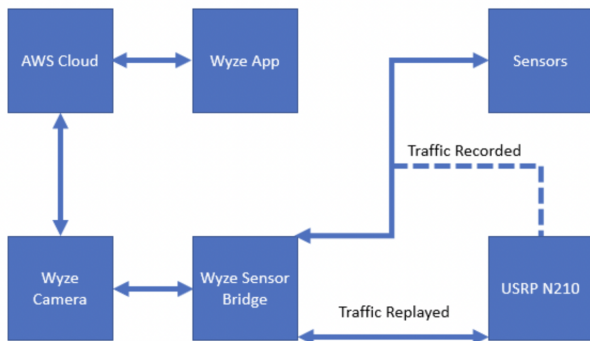 AWS Cloud
Wyze App
Sensors
Traffic Recorded
Wyze
Camera
Wyze Sensor
Bridge
Traffic Replayed
USRP N210